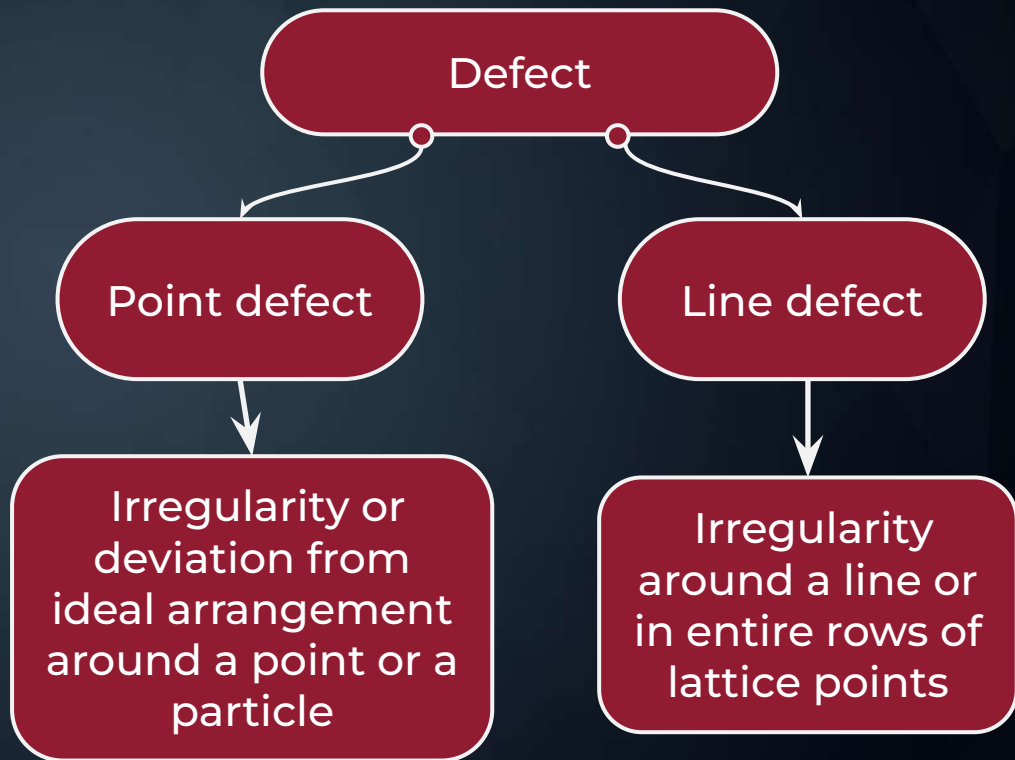 Defect
Point defect
Line defect
Irregularity or
deviation from
ideal arrangement
around a point or a
particle
Irregularity
around a line or
in entire rows of
lattice points